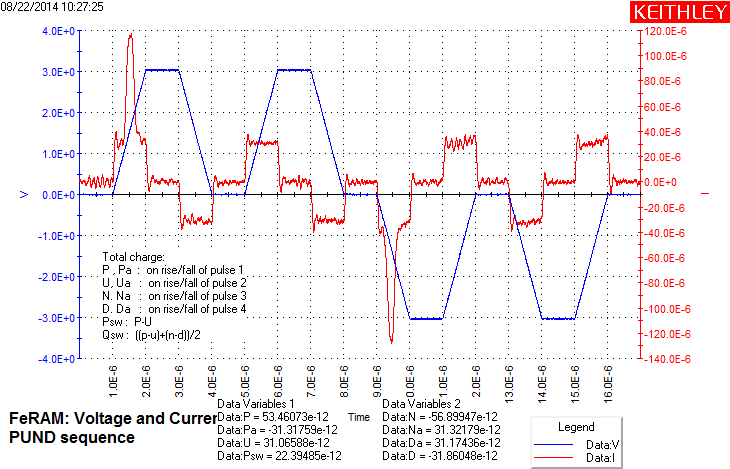 08/22/2014 10:27:25
KEITHLEY
4.0E+0
3.0E+0
2.0E+0
1.0E+0
0.0E+0
-1.0E+0
-2.0E+0
-3.0E+0
-4.0E+0
V
120.0E-6
100.0E-6
80.0E-6
60.0E-6
40.0E-6
20.0E-6
0.0E+0
-20.0E-6
-40.0E-6
-60.0E-6
-80.0E-6
-100.0E-6
-120.0E-6
-140.0E-6
I
Total charge:
P , Pa : on rise/fall of pulse 1
U, Ua : on rise/fall of pulse 2
N. Na : on rise/fall of pulse 3
D. Da : on rise/fall of pulse 4
Psw : P-U
Qsw : ((p-u)+(n-d))/2
1.0E-6
2.0E-6
3.0E-6
4.0E-6
5.0E-6
6.0E-6
7.0E-6
8.0E-6
9.0E-6
0.0E-6
11.0E-6
2.0E-6
13.0E-6
14.0E-6
15.0E-6
16.0E-6
Time
FeRAM: Voltage and Currer
PUND sequence
Data Variables 1
Data:P = 53.46073e-12
Data:Pa = -31.31759e-12
Data:U = 31.06588e-12
Data:Psw = 22.39485e-12
Data Variables 2
Data:N = -56.89947e-12
Data:Na = 31.32179e-12
Data:Da = 31.17436e-12
Data:D = -31.86048e-12
Legend
Data:V
Data:I